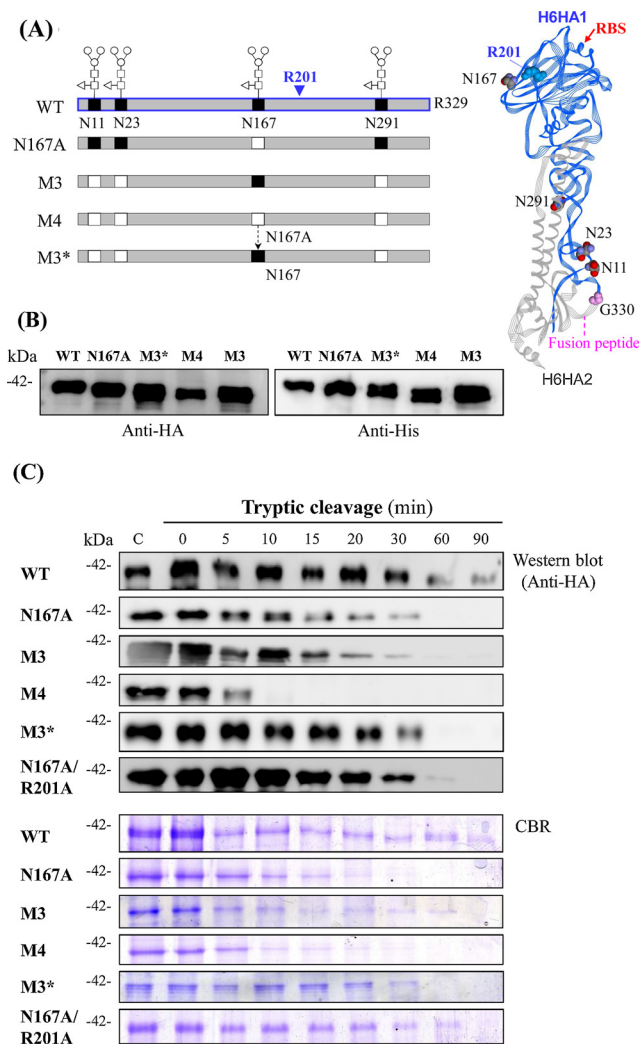 (A)
H6HA1
RBS
R201
R201
N167
WT
R329
N11
N23
N167
N291
N167A
M3
M4
N167A
M3*
N167
N291
N23
N11
G330
Fusion peptide
H6HA2
(B)
kDa
WT N167A M3* M4 M3
WT N167A M3* M4 M3
-42-
Anti-HA
Anti-His
(C)
Tryptic cleavage (min)
kDa C 0 5 10 15 20 30 60 90
WT -42-
Western blot
(Anti-HA)
N167A -42-
M3 -42-
M4 -42-
M3* -42-
N167A/
R201A -42-
WT -42-
CBR
N167A -42-
M3 -42-
M4 -42-
M3* -42-
N167A/
R201A -42-